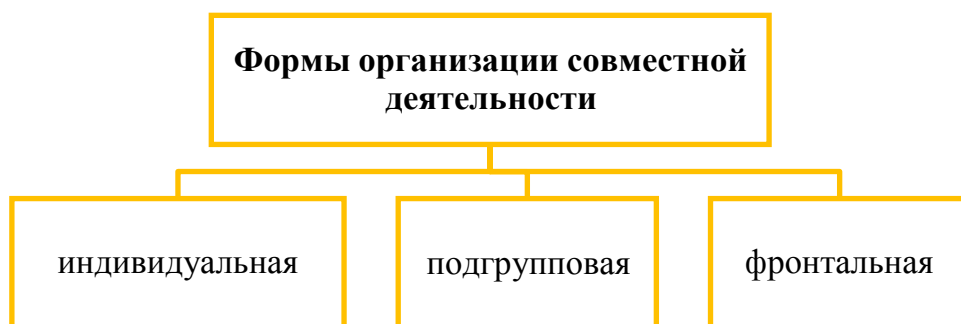 Формы организации совместной
деятельности
индивидуальная
подгрупповая
фронтальная